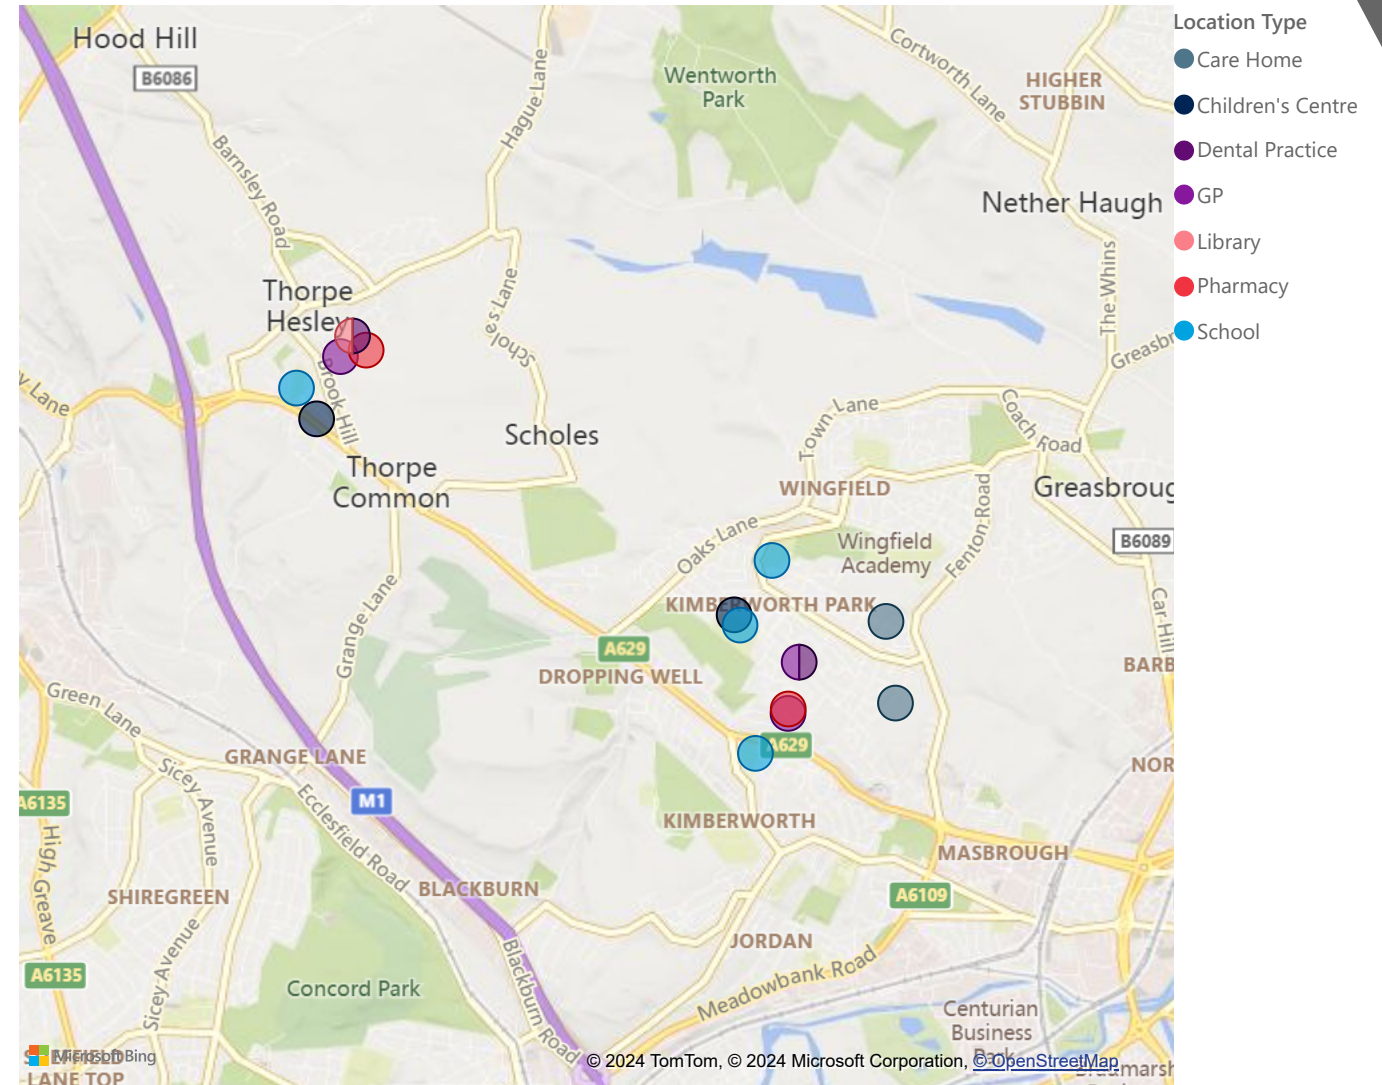 Hood Hill
B6086
Barnsley Road
Hague Lane
Wentworth
Park
Cortworth Lane
HIGHER
STUBBIN
Nether Haugh
The Whins
Thorpe
Hesley
Scholes Lane
Lane
Brook Hill
Scholes
Thorpe
Common
Town Lane
Coach Road
WINGFIELD
Greasbroug
B6089
Oaks Lane
Wingfield
Academy
Fenton Road
Car Hill
KIMBERWORTH PARK
Grange Lane
A629
DROPPING WELL
BARB
Green Lane
GRANGE LANE
A629
NOR
Sicey Avenue
A6135
M1
Ecclesfield Road
KIMBERWORTH
High Greave
MASBROUGH
SHIREGREEN
BLACKBURN
A6109
Sicey Avenue
JORDAN
Blackburn Road
Meadowbank Road
A6135
Concord Park
Centurian
Business
Park
Microsoft Bing
LANE TOP
© 2024 TomTom, © 2024 Microsoft Corporation, © OpenStreetMap
Location Type
Care Home
Children's Centre
Dental Practice
GP
Library
Pharmacy
School